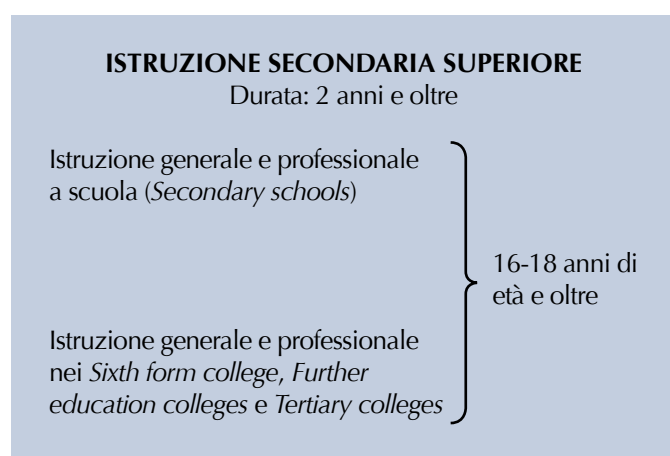 ISTRUZIONE SECONDARIA SUPERIORE
Durata: 2 anni e oltre
Istruzione generale e professionale
a scuola (Secondary schools)
16-18 anni di
età e oltre
Istruzione generale e professionale
nei Sixth form college, Further
education colleges e Tertiary colleges